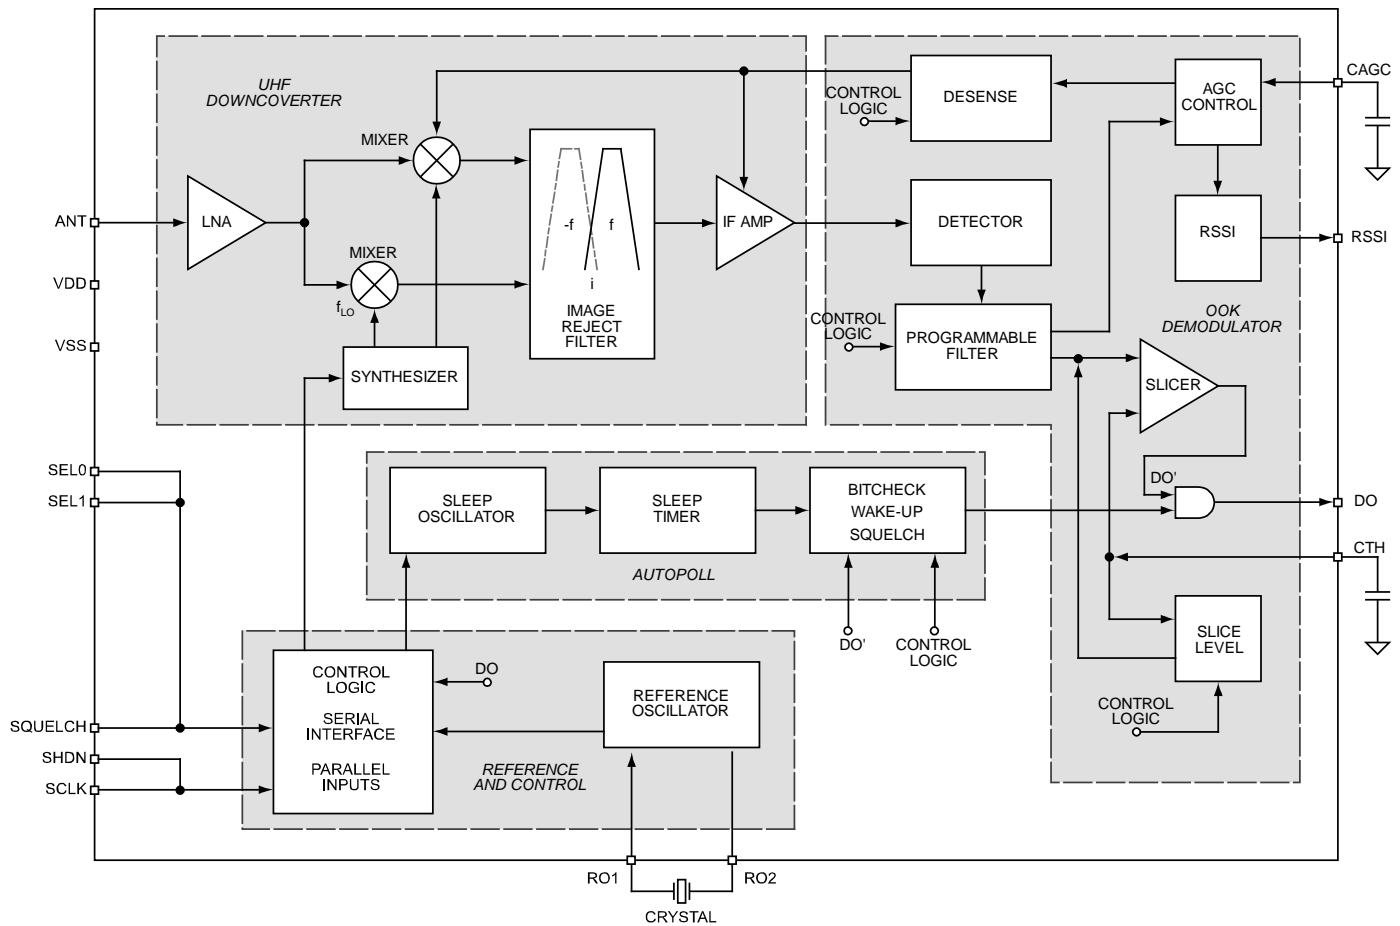 UHF
DOWNCOVERTER
MIXER
LNA
MIXER
fLO
SYNTHESIZER
-f
f
i
IMAGE
REJECT
FILTER
IF AMP
CONTROL
LOGIC
DESENSE
AGC
CONTROL
CAGC
DETECTOR
RSSI
RSSI
CONTROL
LOGIC
PROGRAMMABLE
FILTER
OOK
DEMODULATOR
SLICER
DO'
DO
CTH
SLICE
LEVEL
CONTROL
LOGIC
ANT
VDD
VSS
SEL0
SEL1
SQUELCH
SHDN
SCLK
SLEEP
OSCILLATOR
SLEEP
TIMER
BITCHECK
WAKE-UP
SQUELCH
AUTOPOLL
DO'
CONTROL
LOGIC
CONTROL
LOGIC
SERIAL
INTERFACE
PARALLEL
INPUTS
DO
REFERENCE
OSCILLATOR
REFERENCE
AND CONTROL
RO1
RO2
CRYSTAL